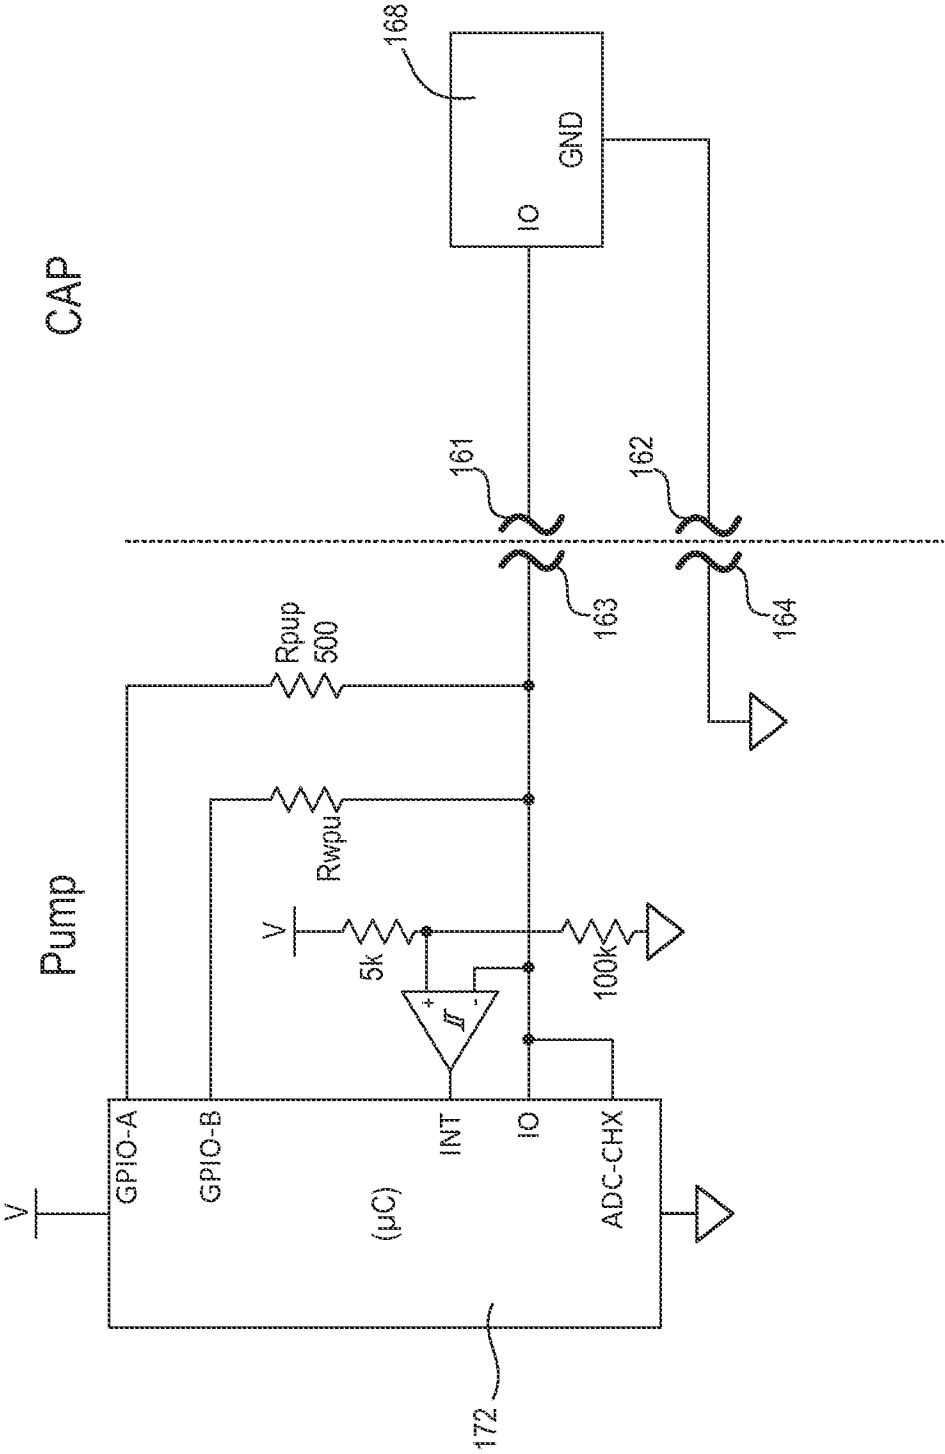 Pump
CAP
V
GPIO-A
GPIO-B
(µC)
INT
IO
ADC-CHX
172
Rpup
500
Rwpu
V
5k
100k
+
-
161
163
162
164
IO
GND
168